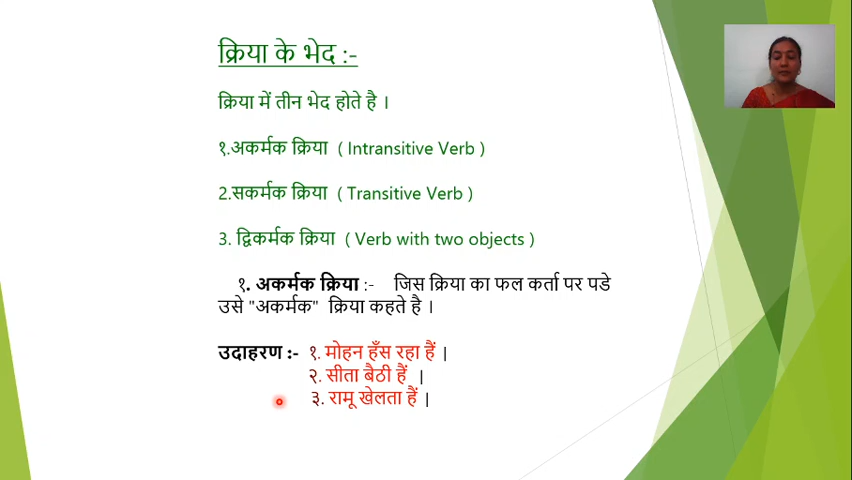 क्रिया के भेद :-
क्रिया में तीन भेद होते है ।
१.अकर्मक क्रिया ( Intransitive Verb )
2.सकर्मक क्रिया ( Transitive Verb )
3. द्विकर्मक क्रिया ( Verb with two objects )
१. अकर्मक क्रिया :- जिस क्रिया का फल कर्ता पर पडे
उसे "अकर्मक" क्रिया कहते है ।
उदाहरण :- १. मोहन हँस रहा हैं |
२. सीता बैठी हैं |
३. रामू खेलता हैं |